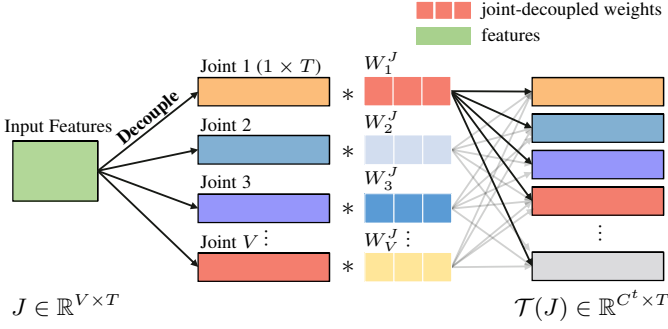 joint-decoupled weights
features
Joint 1 (1 × T)
W_1^J
Decouple
Input Features
Joint 2
W_2^J
Joint 3
W_3^J
Joint V
W_V^J
J ∈ ℝ^{V×T}
𝒯(J) ∈ ℝ^{C^t×T}